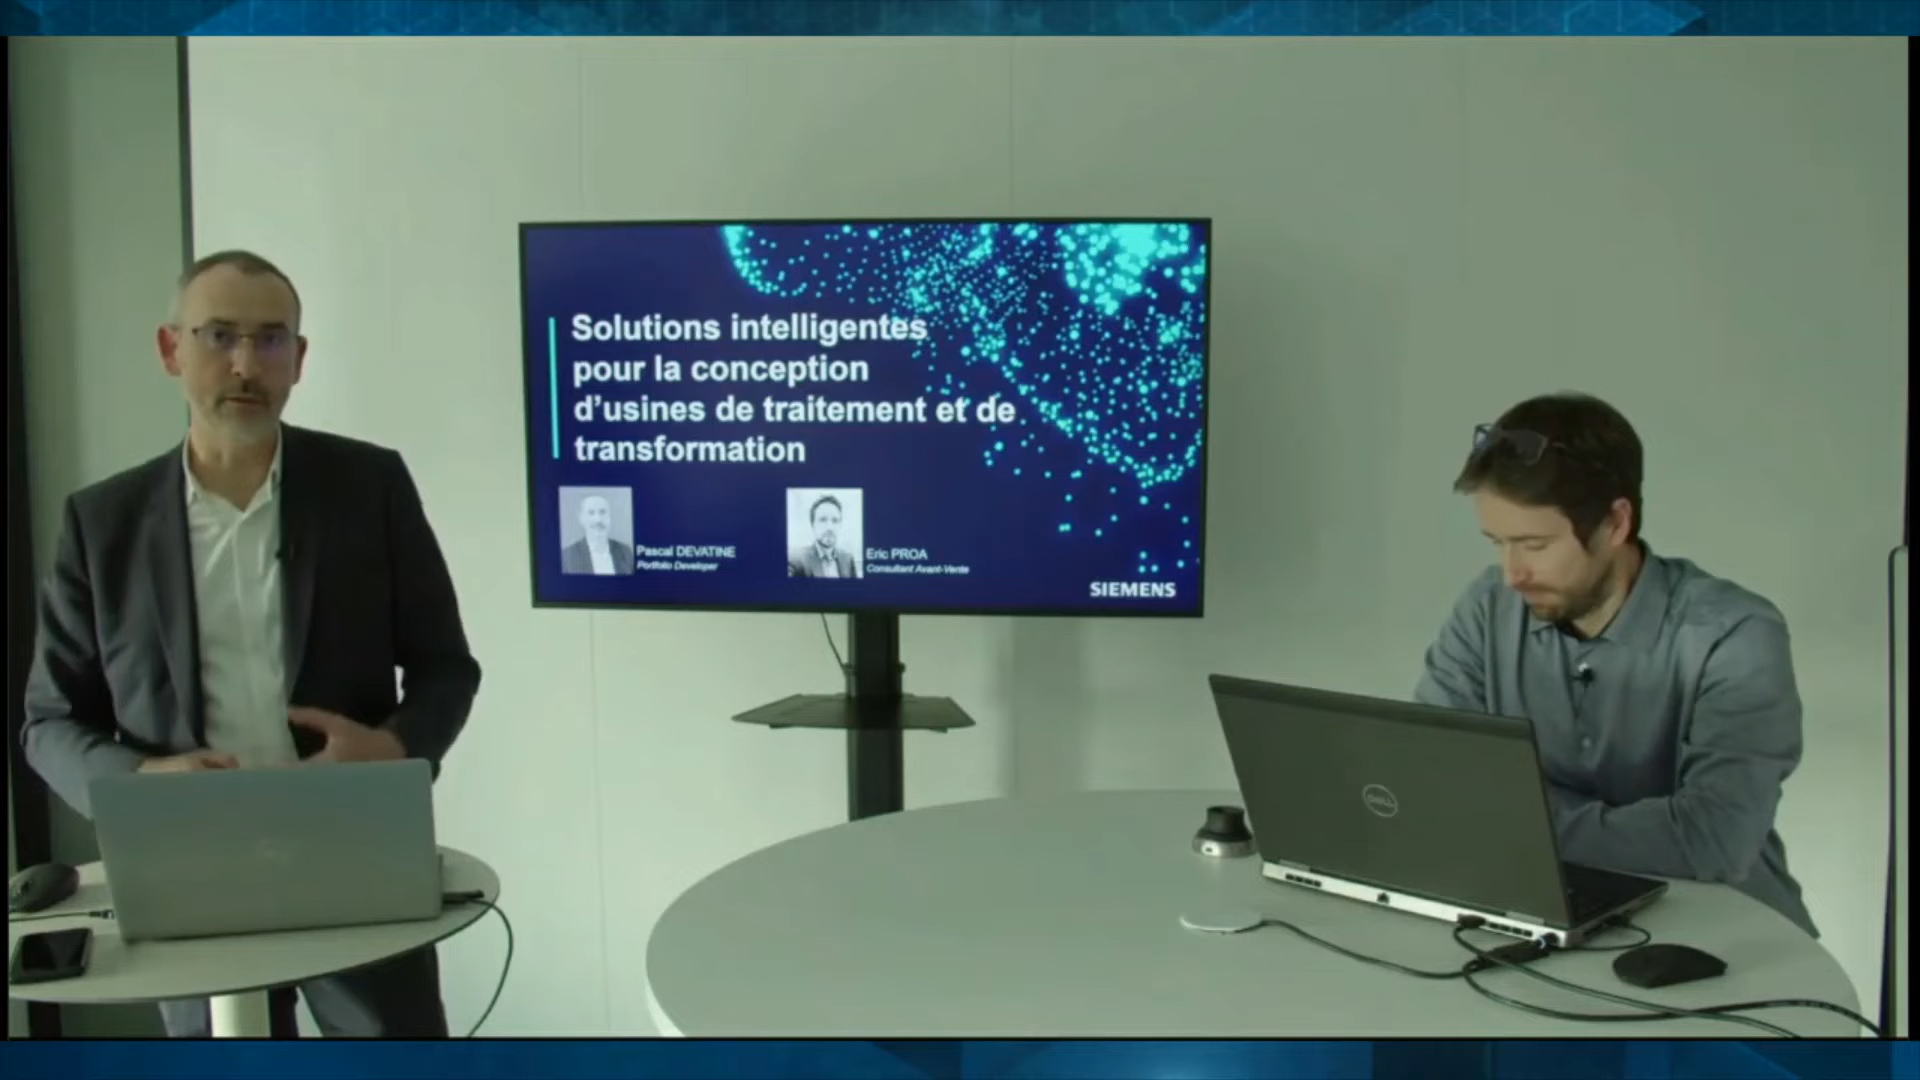 Solutions intelligentes
pour la conception
d'usines de traitement et de
transformation
Pascal DEVATINE
Portfolio Developer
Eric PROA
Consultant Avant-Vente
SIEMENS
DELL